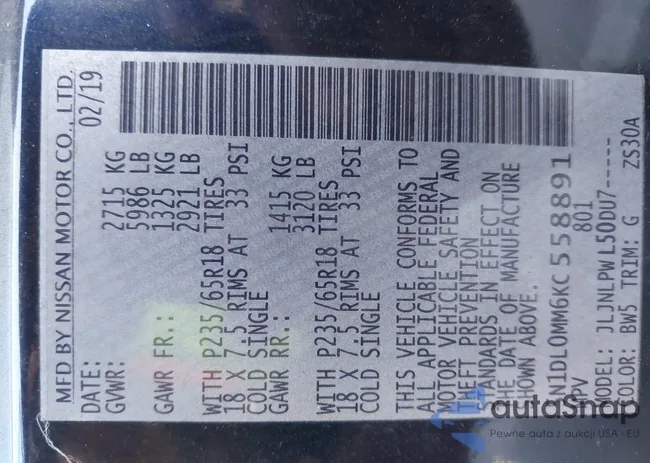 MFD BY NISSAN MOTOR CO., LTD.
DATE: 02/19
GVWR: 2715 KG
5986 LB
GAWR FR.: 1325 KG
2921 LB
WITH P235/65R18 TIRES
18 X 7.5 RIMS AT 33 PSI
COLD SINGLE
GAWR RR.: 1415 KG
3120 LB
WITH P235/65R18 TIRES
18 X 7.5 RIMS AT 33 PSI
COLD SINGLE
THIS VEHICLE CONFORMS TO
ALL APPLICABLE FEDERAL
MOTOR VEHICLE SAFETY AND
THEFT PREVENTION
STANDARDS IN EFFECT ON
THE DATE OF MANUFACTURE
SHOWN ABOVE.
5N1DL0MM6KC558891
MPV 801
MODEL: JLJNLPWL50DU7-----
COLOR: BW5 TRIM: G ZS30A
autaSnap
Pewne auta z aukcji USA - EU